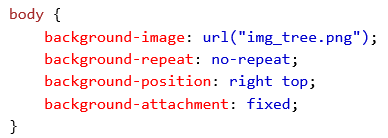 body {
    background-image: url("img_tree.png");
    background-repeat: no-repeat;
    background-position: right top;
    background-attachment: fixed;
}